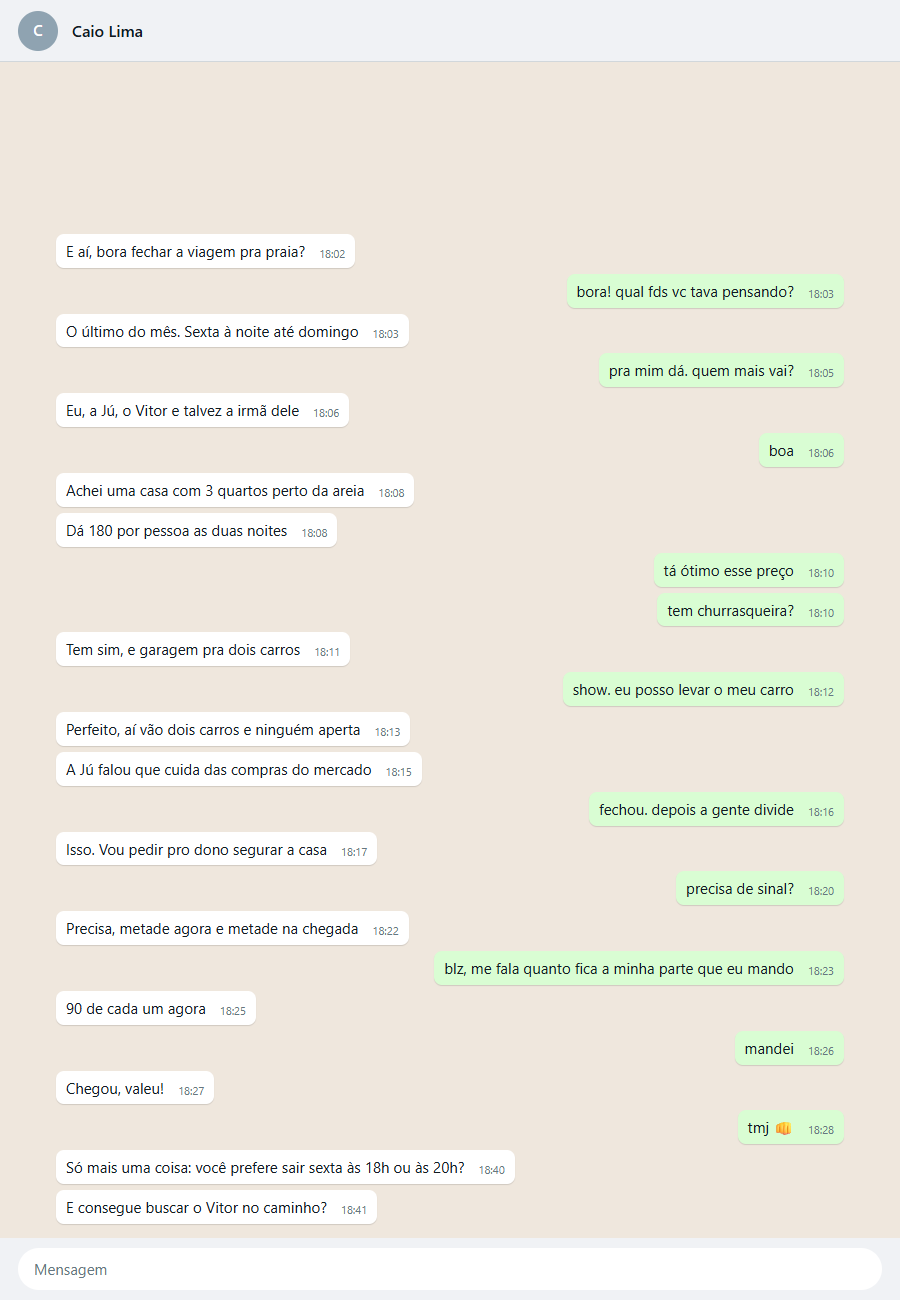 C
Caio Lima
E aí, bora fechar a viagem pra praia? 18:02
bora! qual fds vc tava pensando? 18:03
O último do mês. Sexta à noite até domingo 18:03
pra mim dá. quem mais vai? 18:05
Eu, a Jú, o Vitor e talvez a irmã dele 18:06
boa 18:06
Achei uma casa com 3 quartos perto da areia 18:08
Dá 180 por pessoa as duas noites 18:08
tá ótimo esse preço 18:10
tem churrasqueira? 18:10
Tem sim, e garagem pra dois carros 18:11
show. eu posso levar o meu carro 18:12
Perfeito, aí vão dois carros e ninguém aperta 18:13
A Jú falou que cuida das compras do mercado 18:15
fechou. depois a gente divide 18:16
Isso. Vou pedir pro dono segurar a casa 18:17
precisa de sinal? 18:20
Precisa, metade agora e metade na chegada 18:22
blz, me fala quanto fica a minha parte que eu mando 18:23
90 de cada um agora 18:25
mandei 18:26
Chegou, valeu! 18:27
tmj 👊 18:28
Só mais uma coisa: você prefere sair sexta às 18h ou às 20h? 18:40
E consegue buscar o Vitor no caminho? 18:41
Mensagem